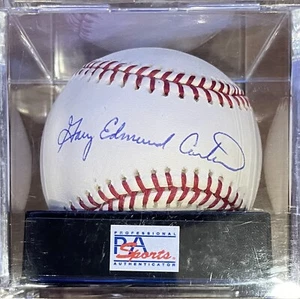 Gary Edmund Carter
PROFESSIONAL
PSA
Sports
AUTHENTICATOR